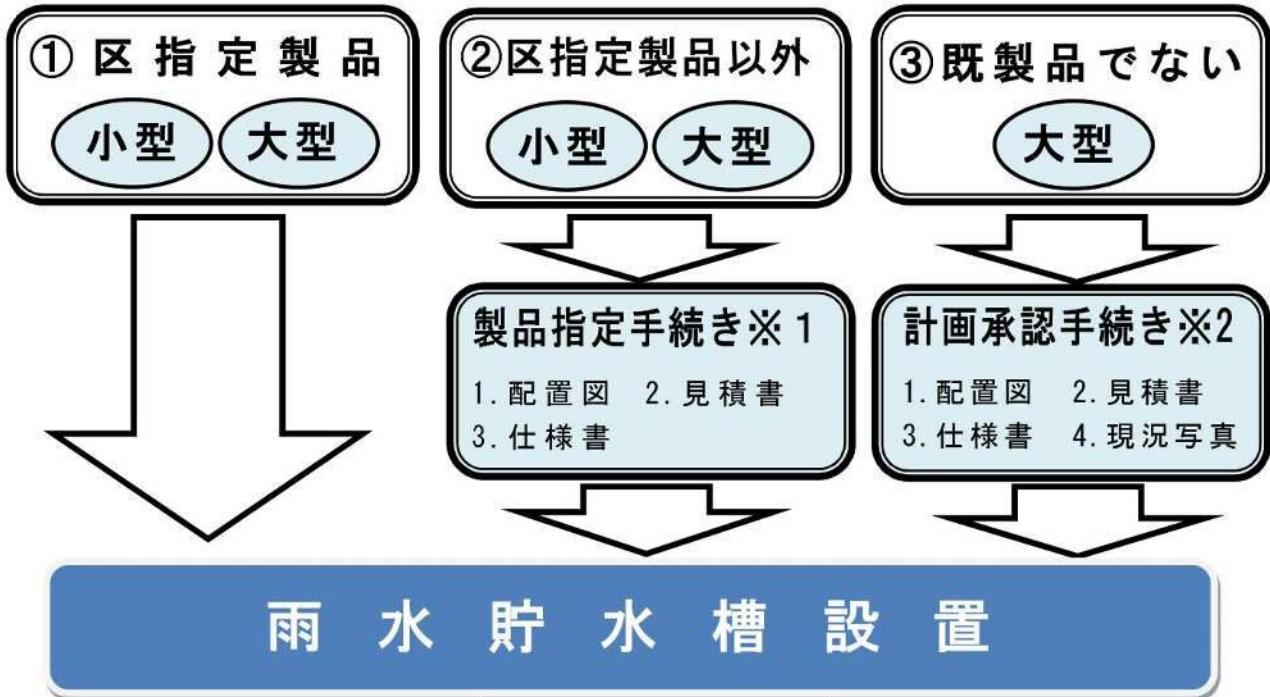 ①区指定製品
小型 大型
②区指定製品以外
小型 大型
③既製品でない
大型
製品指定手続き※1
1.配置図 2.見積書
3.仕様書
計画承認手続き※2
1.配置図 2.見積書
3.仕様書 4.現況写真
雨水貯水槽設置